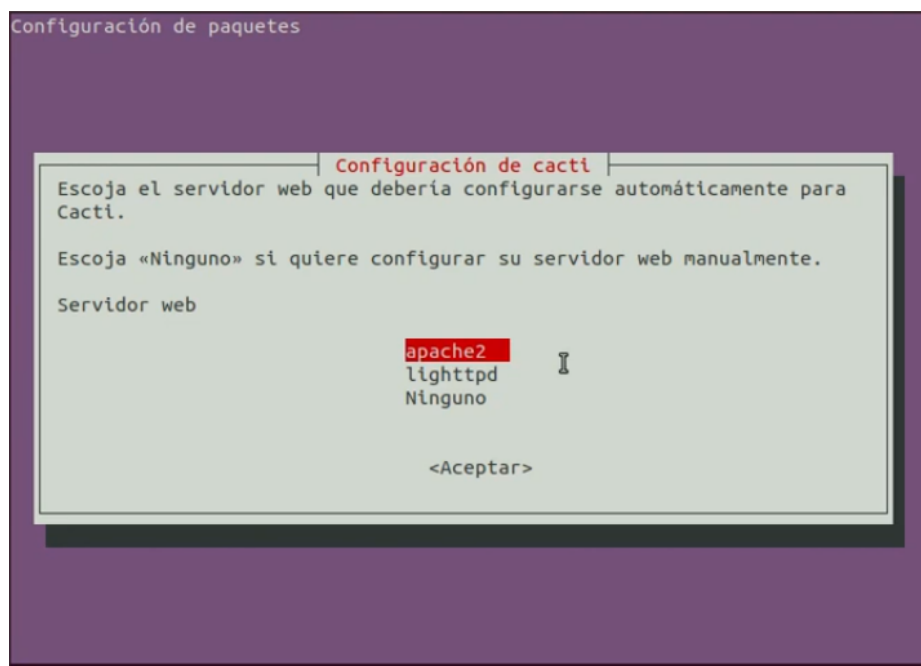 Configuración de paquetes
Configuración de cacti
Escoja el servidor web que debería configurarse automáticamente para
Cacti.
Escoja «Ninguno» si quiere configurar su servidor web manualmente.
Servidor web
apache2
lighttpd
Ninguno
<Aceptar>